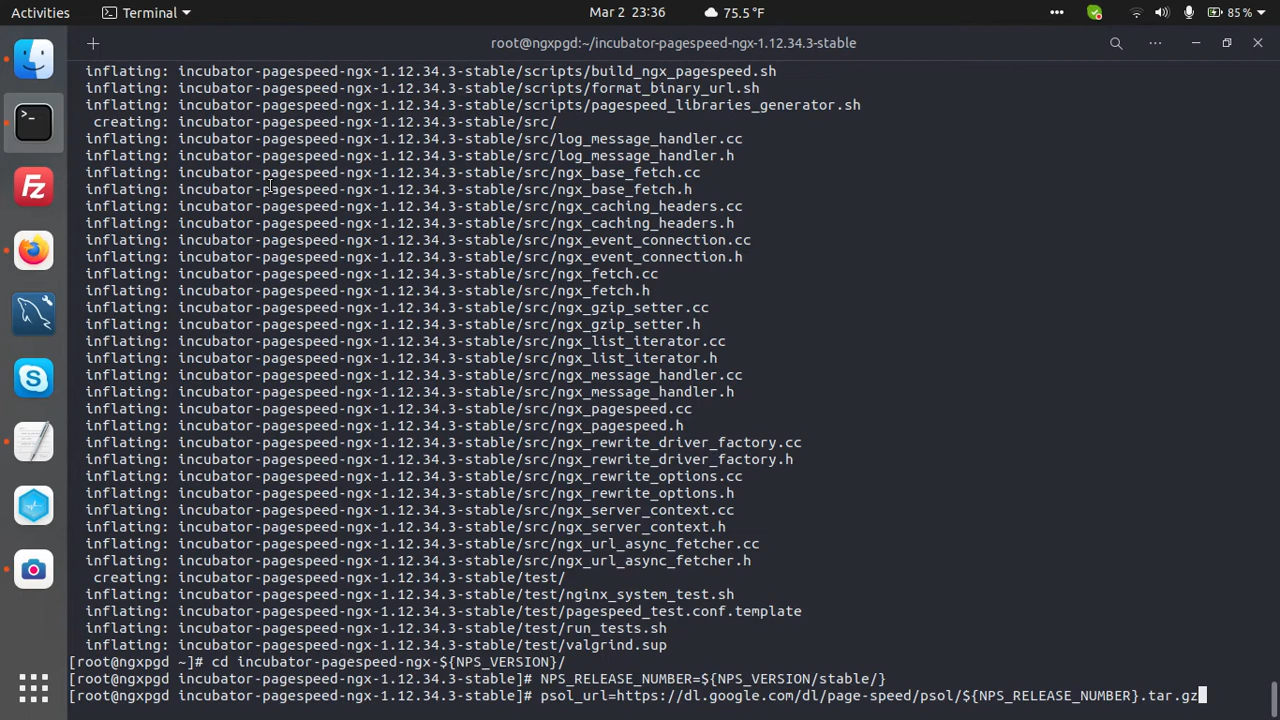 Activities
Terminal
Mar 2 23:36
75.5 °F
85 %
root@ngxpgd:~/incubator-pagespeed-ngx-1.12.34.3-stable
inflating: incubator-pagespeed-ngx-1.12.34.3-stable/scripts/build_ngx_pagespeed.sh
inflating: incubator-pagespeed-ngx-1.12.34.3-stable/scripts/format_binary_url.sh
inflating: incubator-pagespeed-ngx-1.12.34.3-stable/scripts/pagespeed_libraries_generator.sh
creating: incubator-pagespeed-ngx-1.12.34.3-stable/src/
inflating: incubator-pagespeed-ngx-1.12.34.3-stable/src/log_message_handler.cc
inflating: incubator-pagespeed-ngx-1.12.34.3-stable/src/log_message_handler.h
inflating: incubator-pagespeed-ngx-1.12.34.3-stable/src/ngx_base_fetch.cc
inflating: incubator-pagespeed-ngx-1.12.34.3-stable/src/ngx_base_fetch.h
inflating: incubator-pagespeed-ngx-1.12.34.3-stable/src/ngx_caching_headers.cc
inflating: incubator-pagespeed-ngx-1.12.34.3-stable/src/ngx_caching_headers.h
inflating: incubator-pagespeed-ngx-1.12.34.3-stable/src/ngx_event_connection.cc
inflating: incubator-pagespeed-ngx-1.12.34.3-stable/src/ngx_event_connection.h
inflating: incubator-pagespeed-ngx-1.12.34.3-stable/src/ngx_fetch.cc
inflating: incubator-pagespeed-ngx-1.12.34.3-stable/src/ngx_fetch.h
inflating: incubator-pagespeed-ngx-1.12.34.3-stable/src/ngx_gzip_setter.cc
inflating: incubator-pagespeed-ngx-1.12.34.3-stable/src/ngx_gzip_setter.h
inflating: incubator-pagespeed-ngx-1.12.34.3-stable/src/ngx_list_iterator.cc
inflating: incubator-pagespeed-ngx-1.12.34.3-stable/src/ngx_list_iterator.h
inflating: incubator-pagespeed-ngx-1.12.34.3-stable/src/ngx_message_handler.cc
inflating: incubator-pagespeed-ngx-1.12.34.3-stable/src/ngx_message_handler.h
inflating: incubator-pagespeed-ngx-1.12.34.3-stable/src/ngx_pagespeed.cc
inflating: incubator-pagespeed-ngx-1.12.34.3-stable/src/ngx_pagespeed.h
inflating: incubator-pagespeed-ngx-1.12.34.3-stable/src/ngx_rewrite_driver_factory.cc
inflating: incubator-pagespeed-ngx-1.12.34.3-stable/src/ngx_rewrite_driver_factory.h
inflating: incubator-pagespeed-ngx-1.12.34.3-stable/src/ngx_rewrite_options.cc
inflating: incubator-pagespeed-ngx-1.12.34.3-stable/src/ngx_rewrite_options.h
inflating: incubator-pagespeed-ngx-1.12.34.3-stable/src/ngx_server_context.cc
inflating: incubator-pagespeed-ngx-1.12.34.3-stable/src/ngx_server_context.h
inflating: incubator-pagespeed-ngx-1.12.34.3-stable/src/ngx_url_async_fetcher.cc
inflating: incubator-pagespeed-ngx-1.12.34.3-stable/src/ngx_url_async_fetcher.h
creating: incubator-pagespeed-ngx-1.12.34.3-stable/test/
inflating: incubator-pagespeed-ngx-1.12.34.3-stable/test/nginx_system_test.sh
inflating: incubator-pagespeed-ngx-1.12.34.3-stable/test/pagespeed_test.conf.template
inflating: incubator-pagespeed-ngx-1.12.34.3-stable/test/run_tests.sh
inflating: incubator-pagespeed-ngx-1.12.34.3-stable/test/valgrind.sup
[root@ngxpgd ~]# cd incubator-pagespeed-ngx-${NPS_VERSION}/
[root@ngxpgd incubator-pagespeed-ngx-1.12.34.3-stable]# NPS_RELEASE_NUMBER=${NPS_VERSION/stable/}
[root@ngxpgd incubator-pagespeed-ngx-1.12.34.3-stable]# psol_url=https://dl.google.com/dl/page-speed/psol/${NPS_RELEASE_NUMBER}.tar.gz